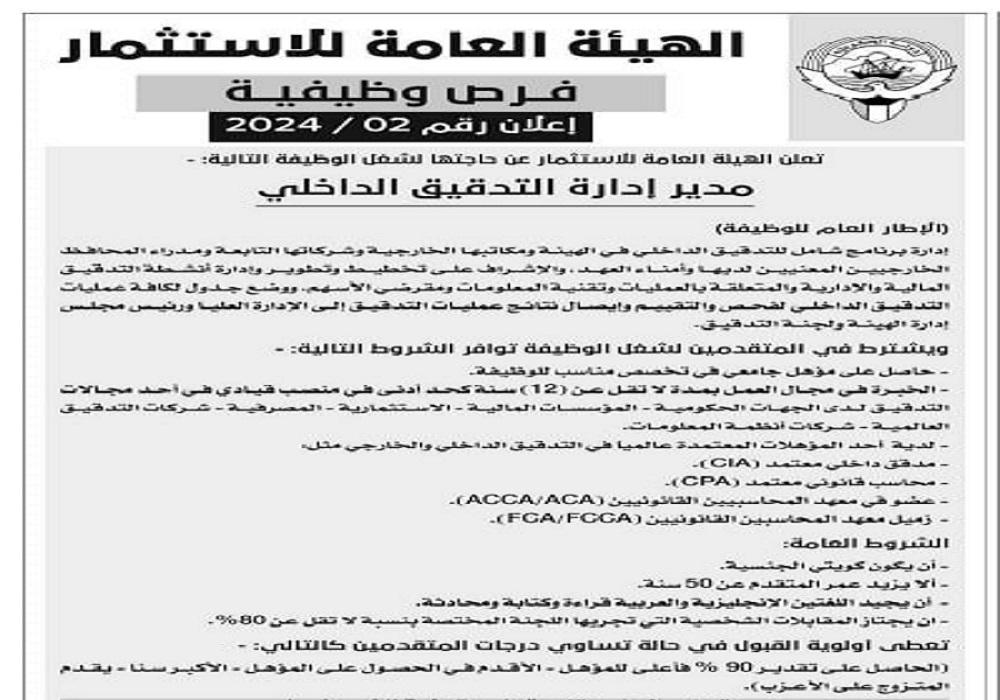 الهيئة العامة للاستثمار
فرص وظيفية
إعلان رقم 02 / 2024
تعلن الهيئة العامة للاستثمار عن حاجتها لشغل الوظيفة التالية: -
مدير إدارة التدقيق الداخلي
(الإطار العام للوظيفة)
إدارة برنامج شامل للتدقيق الداخلي في الهيئة ومكاتبها الخارجية وشركاتها التابعة ومدراء المحافظ
الخارجيين المعنيين لديها وأمناء العهد، والإشراف على تخطيط وتطوير وإدارة أنشطة التدقيق
المالية والإدارية والمتعلقة بالعمليات وتقنية المعلومات ومقرضي الأسهم، ووضع جدول لكافة عمليات
التدقيق الداخلي لفحص والتقييم وإيصال نتائج عمليات التدقيق إلى الإدارة العليا ورئيس مجلس
إدارة الهيئة ولجنة التدقيق.
ويشترط في المتقدمين لشغل الوظيفة توافر الشروط التالية: -
- حاصل على مؤهل جامعي في تخصص مناسب للوظيفة.
- الخبرة في مجال العمل بمدة لا تقل عن (12) سنة كحد أدنى في منصب قيادي في أحد مجالات
التدقيق لدى الجهات الحكومية - المؤسسات المالية - الاستثمارية - المصرفية - شركات التدقيق
العالمية - شركات أنظمة المعلومات.
- لدية أحد المؤهلات المعتمدة عالمياً في التدقيق الداخلي والخارجي مثل:
- مدقق داخلي معتمد (CIA).
- محاسب قانوني معتمد (CPA).
- عضو في معهد المحاسبيين القانونيين (ACCA/ACA).
- زميل معهد المحاسبين القانونيين (FCA/FCCA).
الشروط العامة:
- أن يكون كويتي الجنسية.
- ألا يزيد عمر المتقدم عن 50 سنة.
- أن يجيد اللغتين الإنجليزية والعربية قراءة وكتابة ومحادثة.
- ان يجتاز المقابلات الشخصية التي تجريها اللجنة المختصة بنسبة لا تقل عن 80%.
تعطى أولوية القبول في حالة تساوي درجات المتقدمين كالتالي: -
(الحاصل على تقدير 90 % فأعلى للمؤهل - الأقدم في الحصول على المؤهل - الأكبر سنا - يقدم
المتزوج على الأعزب).